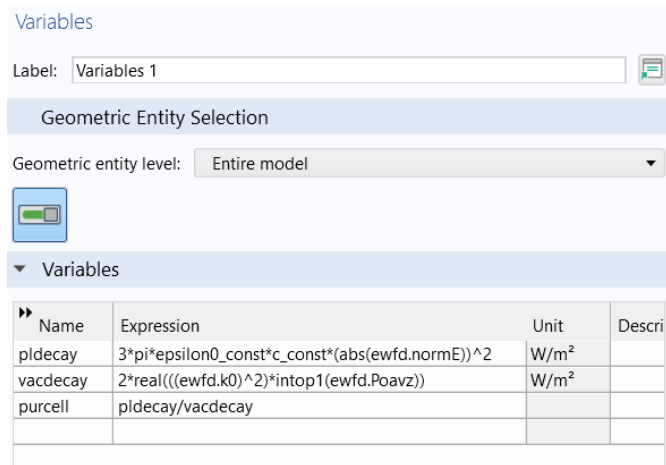 Variables
Label: Variables 1
Geometric Entity Selection
Geometric entity level: Entire model
Variables
Name Expression Unit Descri
pldecay 3*pi*epsilon0_const*c_const*(abs(ewfd.normE))^2 W/m²
vacdecay 2*real(((ewfd.k0)^2)*intop1(ewfd.Poavz)) W/m²
purcell pldecay/vacdecay